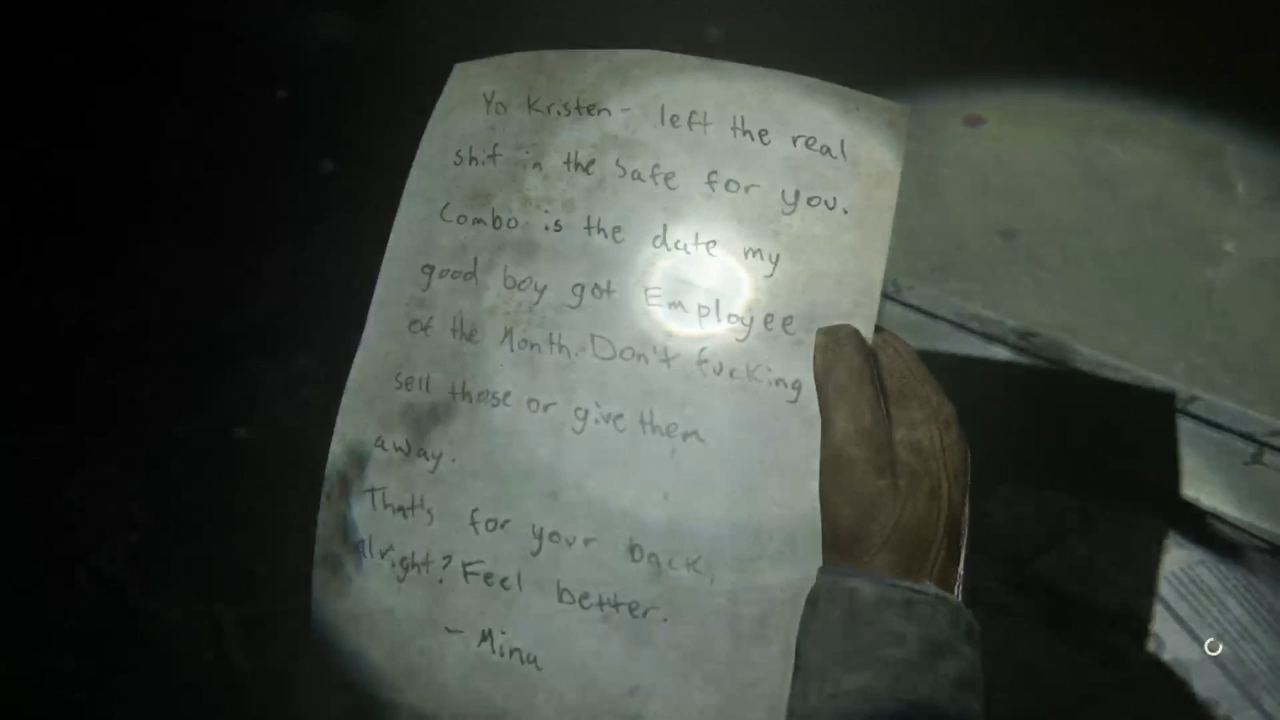 Yo Kristen - left the real
shit in the safe for you.
Combo is the date my
good boy got Employee
of the Month. Don't fucking
sell those or give them
away.
That's for your back,
alright? Feel better.
- Mina